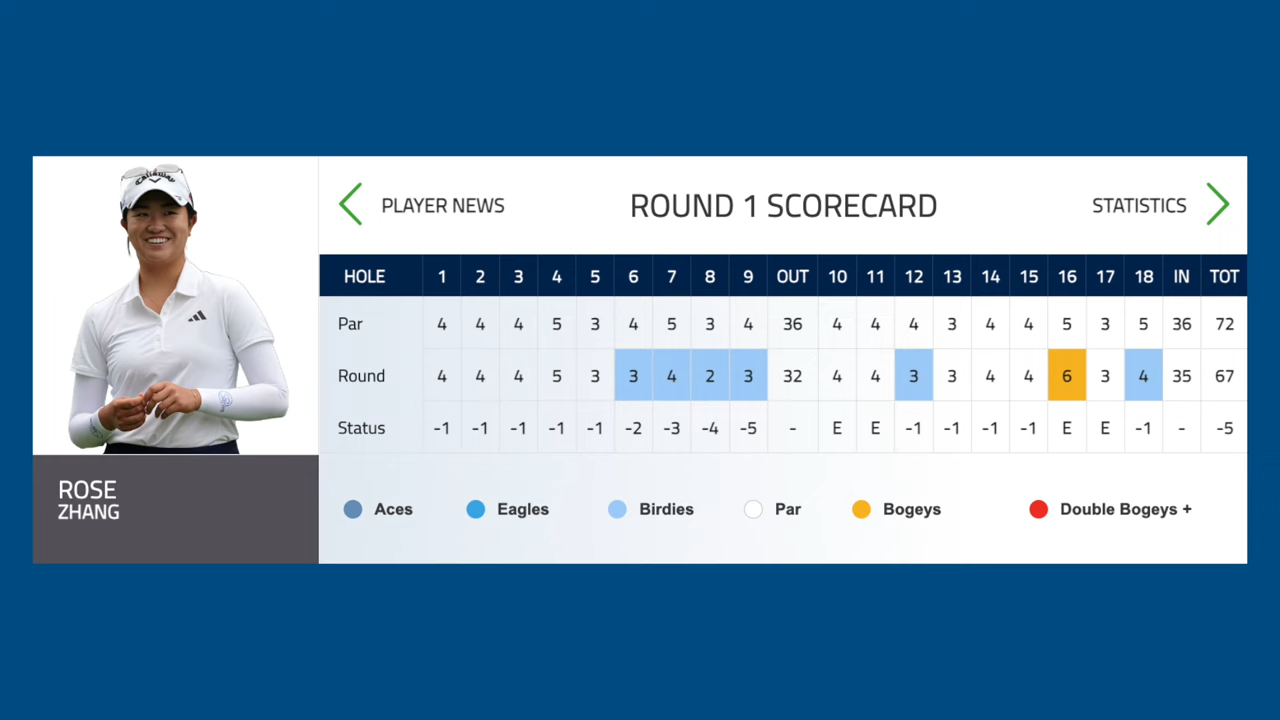 CALLAWAY
ROSE
ZHANG
PLAYER NEWS ROUND 1 SCORECARD STATISTICS
HOLE 1 2 3 4 5 6 7 8 9 OUT 10 11 12 13 14 15 16 17 18 IN TOT
Par 4 4 4 5 3 4 5 3 4 36 4 4 4 3 4 4 5 3 5 36 72
Round 4 4 4 5 3 3 4 2 3 32 4 4 3 3 4 4 6 3 4 35 67
Status -1 -1 -1 -1 -1 -2 -3 -4 -5 - E E -1 -1 -1 -1 E E -1 - -5
Aces Eagles Birdies Par Bogeys Double Bogeys +